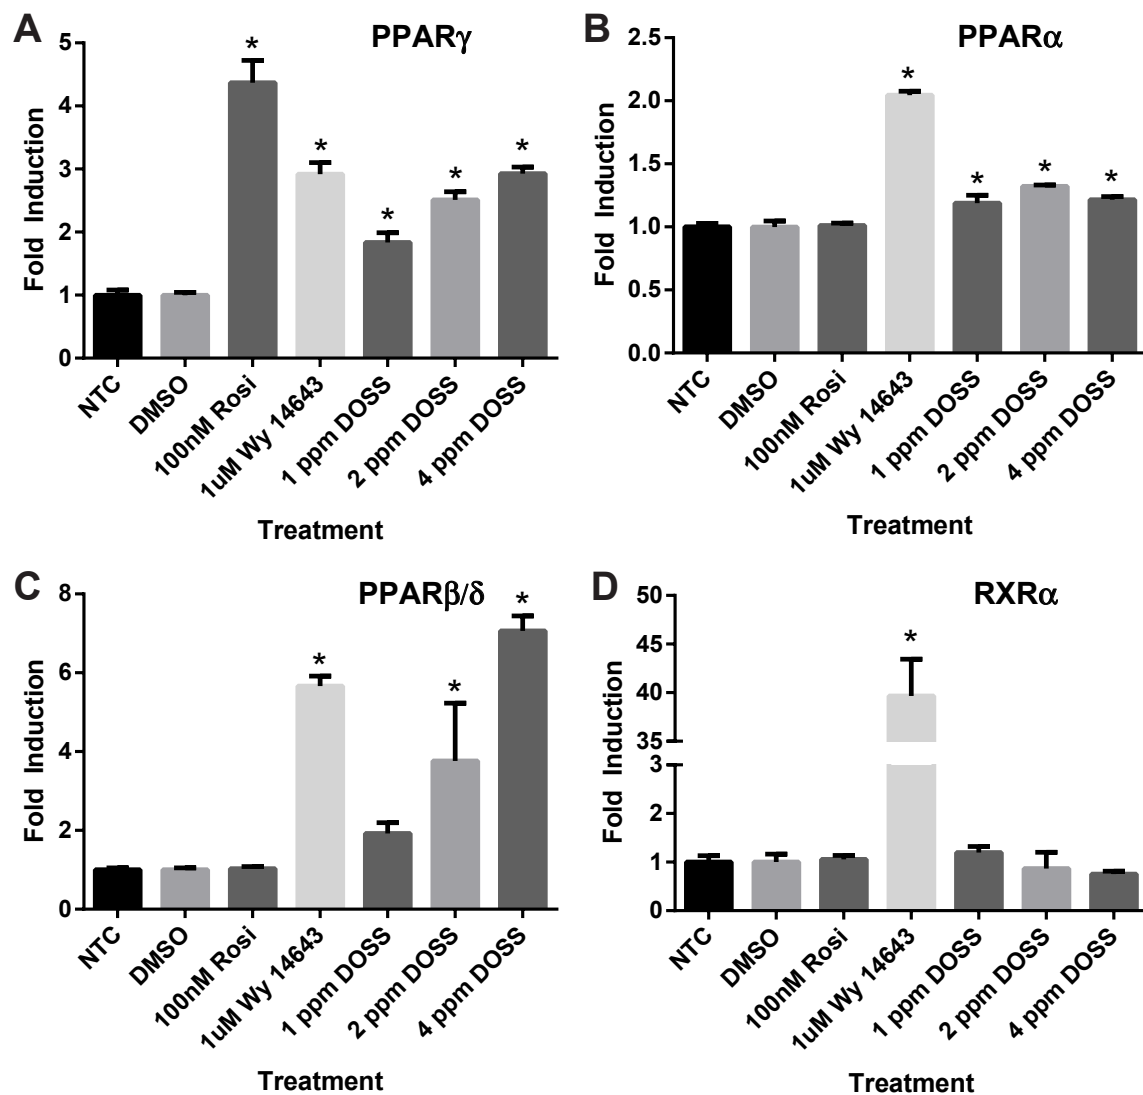 A
PPARγ
Fold Induction
5
4
3
2
1
0
*
*
*
*
*
NTC
DMSO
100nM Rosi
1uM Wy 14643
1 ppm DOSS
2 ppm DOSS
4 ppm DOSS
Treatment
B
PPARα
Fold Induction
2.5
2.0
1.5
1.0
0.5
0.0
*
*
*
*
NTC
DMSO
100nM Rosi
1uM Wy 14643
1 ppm DOSS
2 ppm DOSS
4 ppm DOSS
Treatment
C
PPARβ/δ
Fold Induction
8
6
4
2
0
*
*
*
NTC
DMSO
100nM Rosi
1uM Wy 14643
1 ppm DOSS
2 ppm DOSS
4 ppm DOSS
Treatment
D
RXRα
Fold Induction
50
45
40
35
3
2
1
0
*
NTC
DMSO
100nM Rosi
1uM Wy 14643
1 ppm DOSS
2 ppm DOSS
4 ppm DOSS
Treatment